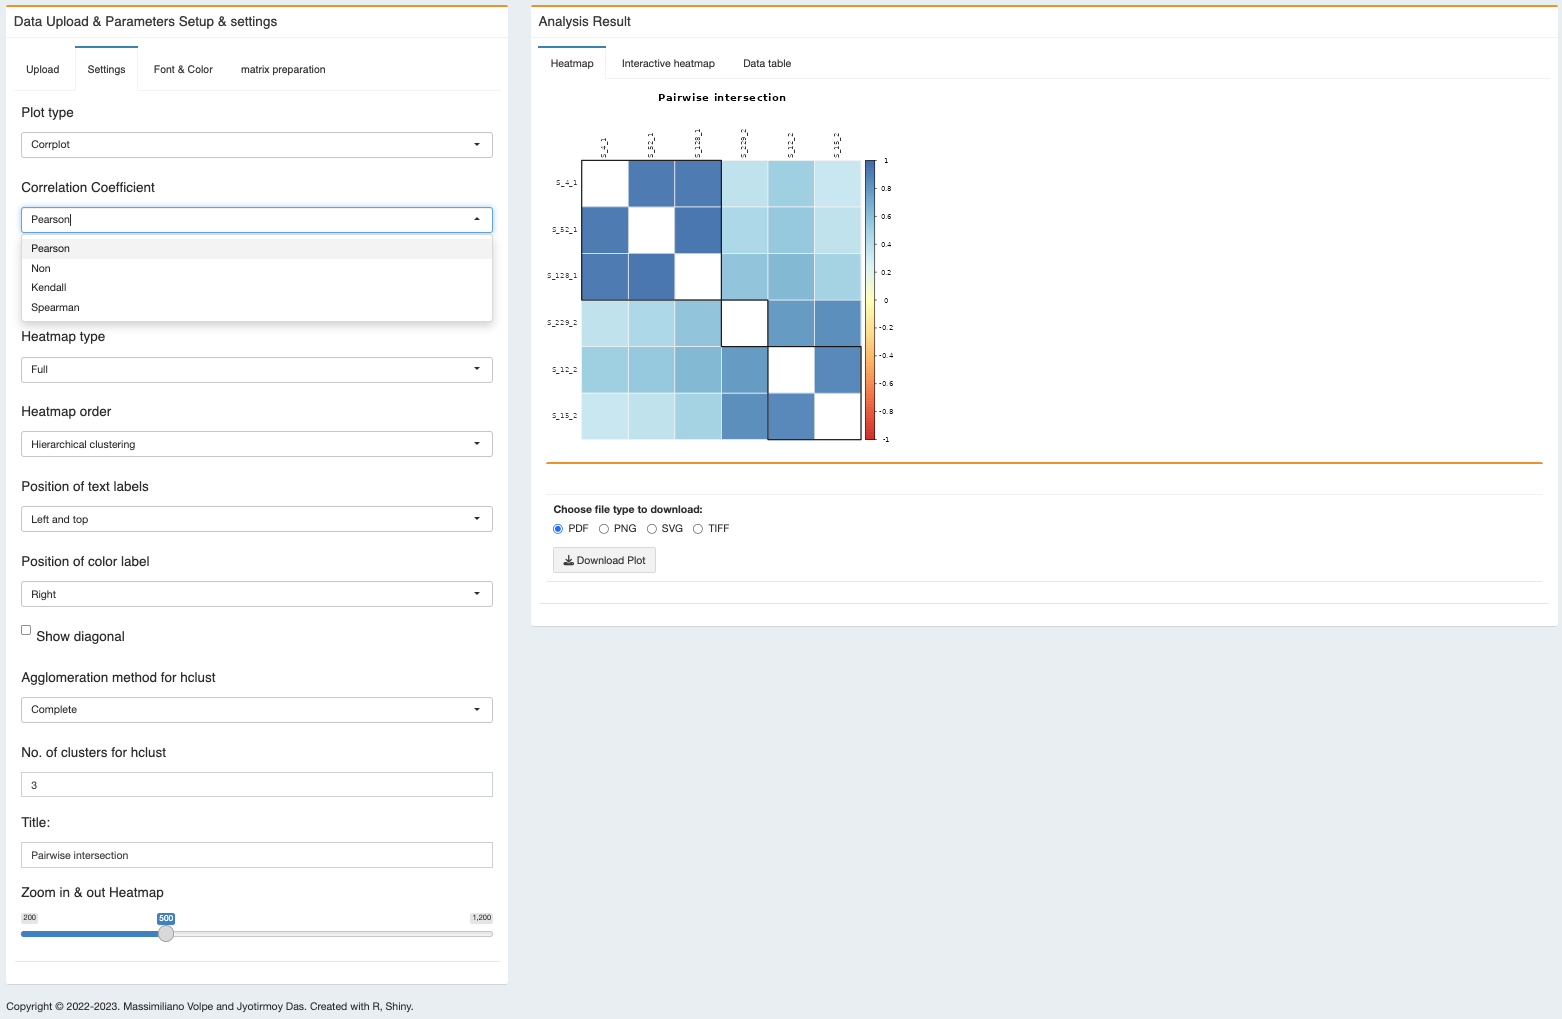 Data Upload & Parameters Setup & settings
Upload
Settings
Font & Color
matrix preparation
Plot type
Corrplot
Correlation Coefficient
Pearson
Pearson
Non
Kendall
Spearman
Heatmap type
Full
Heatmap order
Hierarchical clustering
Position of text labels
Left and top
Position of color label
Right
Show diagonal
Agglomeration method for hclust
Complete
No. of clusters for hclust
3
Title:
Pairwise intersection
Zoom in & out Heatmap
200
500
1,200
Analysis Result
Heatmap
Interactive heatmap
Data table
Pairwise intersection
S_4_1
S_52_1
S_128_1
S_229_2
S_12_2
S_15_2
S_4_1
S_52_1
S_128_1
S_229_2
S_12_2
S_15_2
1
0.8
0.6
0.4
0.2
0
-0.2
-0.4
-0.6
-0.8
-1
Choose file type to download:
PDF
PNG
SVG
TIFF
Download Plot
Copyright © 2022-2023. Massimiliano Volpe and Jyotirmoy Das. Created with R, Shiny.